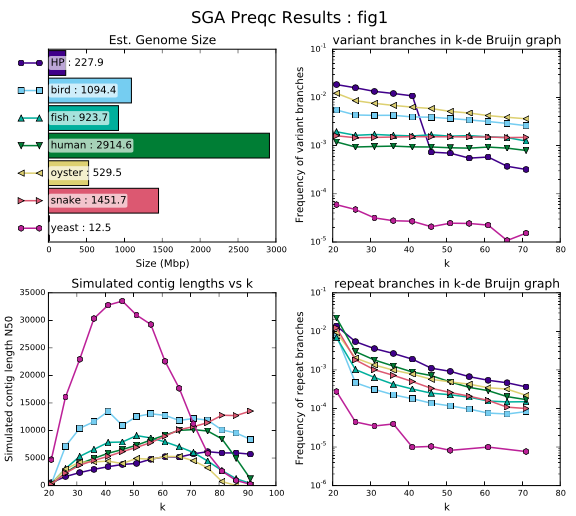 SGA Preqc Results : fig1
Est. Genome Size
HP : 227.9
bird : 1094.4
fish : 923.7
human : 2914.6
oyster : 529.5
snake : 1451.7
yeast : 12.5
0 500 1000 1500 2000 2500 3000
Size (Mbp)
variant branches in k-de Bruijn graph
Frequency of variant branches
10^-1
10^-2
10^-3
10^-4
10^-5
20 30 40 50 60 70 80
k
Simulated contig lengths vs k
Simulated contig length N50
35000
30000
25000
20000
15000
10000
5000
0
20 30 40 50 60 70 80 90 100
k
repeat branches in k-de Bruijn graph
Frequency of repeat branches
10^-1
10^-2
10^-3
10^-4
10^-5
10^-6
20 30 40 50 60 70 80
k